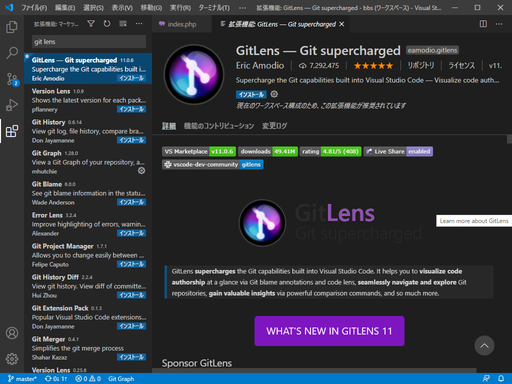 ファイル(F) 編集(E) 選択(S) 表示(V) 移動(G) 実行(R) ターミナル(T) ··· 拡張機能: GitLens — Git supercharged - bbs (ワークスペース) - Visual St...
拡張機能: マーケッ...
git lens
GitLens — Git supercharged 11.0.6
Supercharge the Git capabilities built i...
Eric Amodio インストール
Version Lens 1.0.9
Shows the latest version for each pack...
pflannery インストール
Git History 0.6.14
View git log, file history, compare bra...
Don Jayamanne インストール
Git Graph 1.28.0
View a Git Graph of your repository, a...
mhutchie
Git Blame
See git blame information in the statu...
Wade Anderson インストール
Error Lens 3.2.4
Improve highlighting of errors, warnin...
Alexander インストール
Git Project Manager 1.7.1
Allows you to change easily between ...
Felipe Caputo インストール
Git History Diff 2.2.4
View git history. View diff of committe...
Hui Zhou インストール
Git Extension Pack 0.1.3
Popular Visual Studio Code extensions...
Don Jayamanne インストール
Git Merger 0.4.1
Simplifies the git merge process
Shahar Kazaz インストール
Version Lens 0.25.8
index.php
拡張機能: GitLens — Git supercharged
GitLens — Git supercharged eamodio.gitlens
Eric Amodio 7,292,475 リポジトリ ライセンス v11.
Supercharge the Git capabilities built into Visual Studio Code — Visualize code auth...
インストール
現在のワークスペース構成のため、この拡張機能が推奨されています
詳細 機能のコントリビューション 変更ログ
VS Marketplace v11.0.6 downloads 49.41M rating 4.81/5 (408) Live Share enabled
vscode-dev-community gitlens
GitLens
Git supercharged
Learn more about GitLens
GitLens supercharges the Git capabilities built into Visual Studio Code. It helps you to visualize code
authorship at a glance via Git blame annotations and code lens, seamlessly navigate and explore Git
repositories, gain valuable insights via powerful comparison commands, and so much more.
WHAT'S NEW IN GITLENS 11
Sponsor GitLens
master* 0↓ 1↑ 0 0 Git Graph